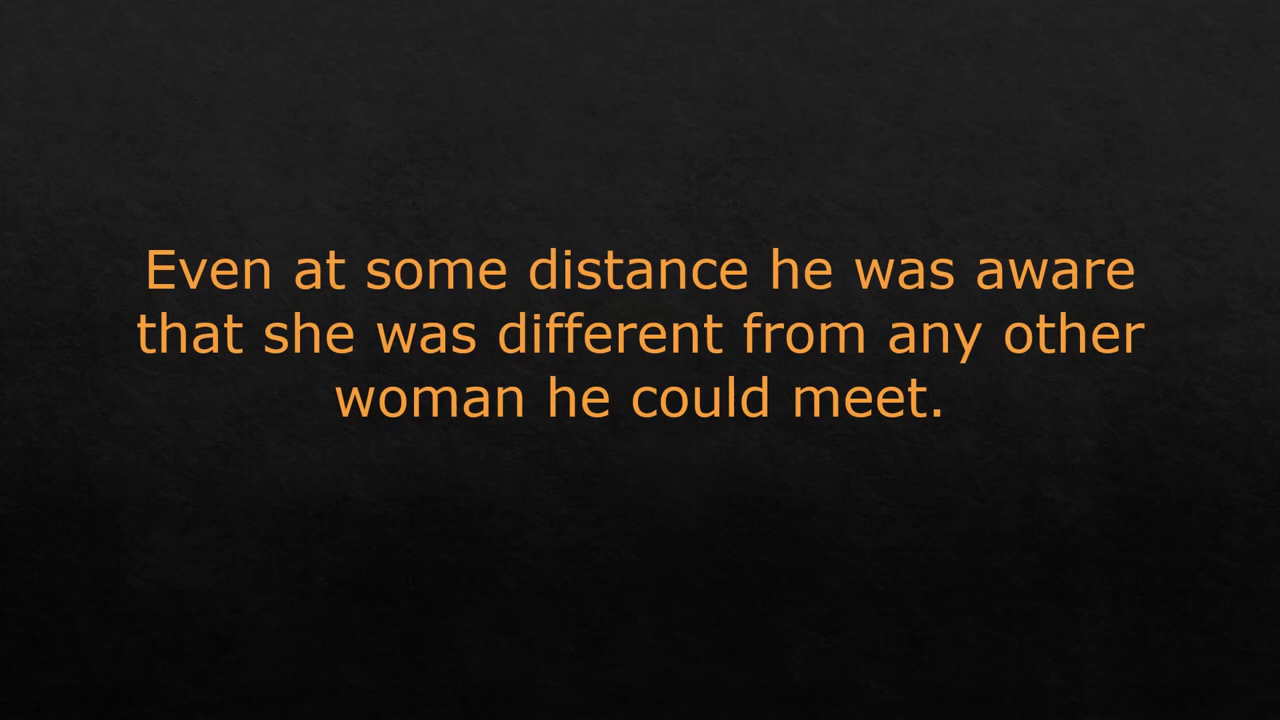 Even at some distance he was aware
that she was different from any other
woman he could meet.